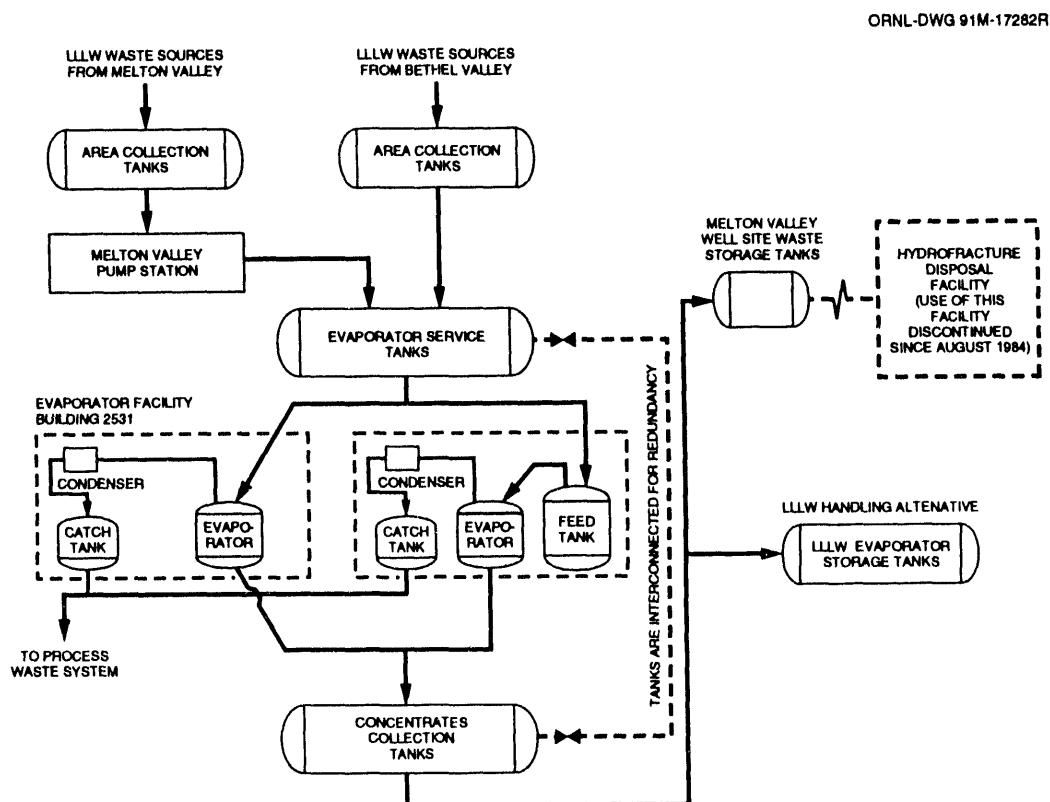 ORNL-DWG 91M-17282R
LLLW WASTE SOURCES
FROM MELTON VALLEY
LLLW WASTE SOURCES
FROM BETHEL VALLEY
AREA COLLECTION
TANKS
AREA COLLECTION
TANKS
MELTON VALLEY
PUMP STATION
MELTON VALLEY
WELL SITE WASTE
STORAGE TANKS
HYDROFRACTURE
DISPOSAL
FACILITY
(USE OF THIS
FACILITY
DISCONTINUED
SINCE AUGUST 1984)
EVAPORATOR SERVICE
TANKS
EVAPORATOR FACILITY
BUILDING 2531
CONDENSER
CATCH
TANK
EVAPO-
RATOR
CONDENSER
CATCH
TANK
EVAPO-
RATOR
FEED
TANK
TANKS ARE INTERCONNECTED FOR REDUNDANCY
LLLW HANDLING ALTENATIVE
LLLW EVAPORATOR
STORAGE TANKS
TO PROCESS
WASTE SYSTEM
CONCENTRATES
COLLECTION
TANKS